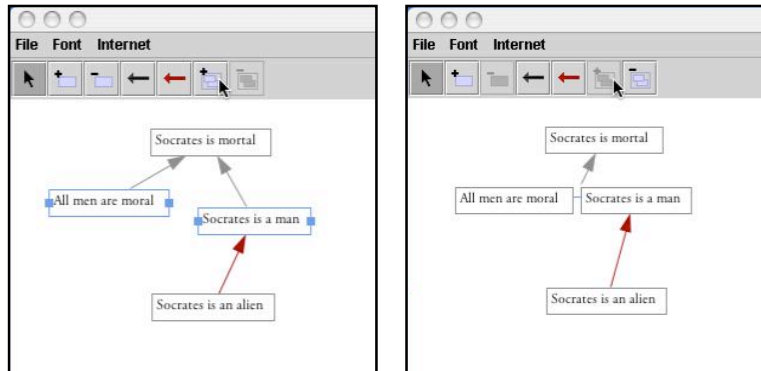 File Font Internet
Socrates is mortal
All men are moral
Socrates is a man
Socrates is an alien
File Font Internet
Socrates is mortal
All men are moral Socrates is a man
Socrates is an alien